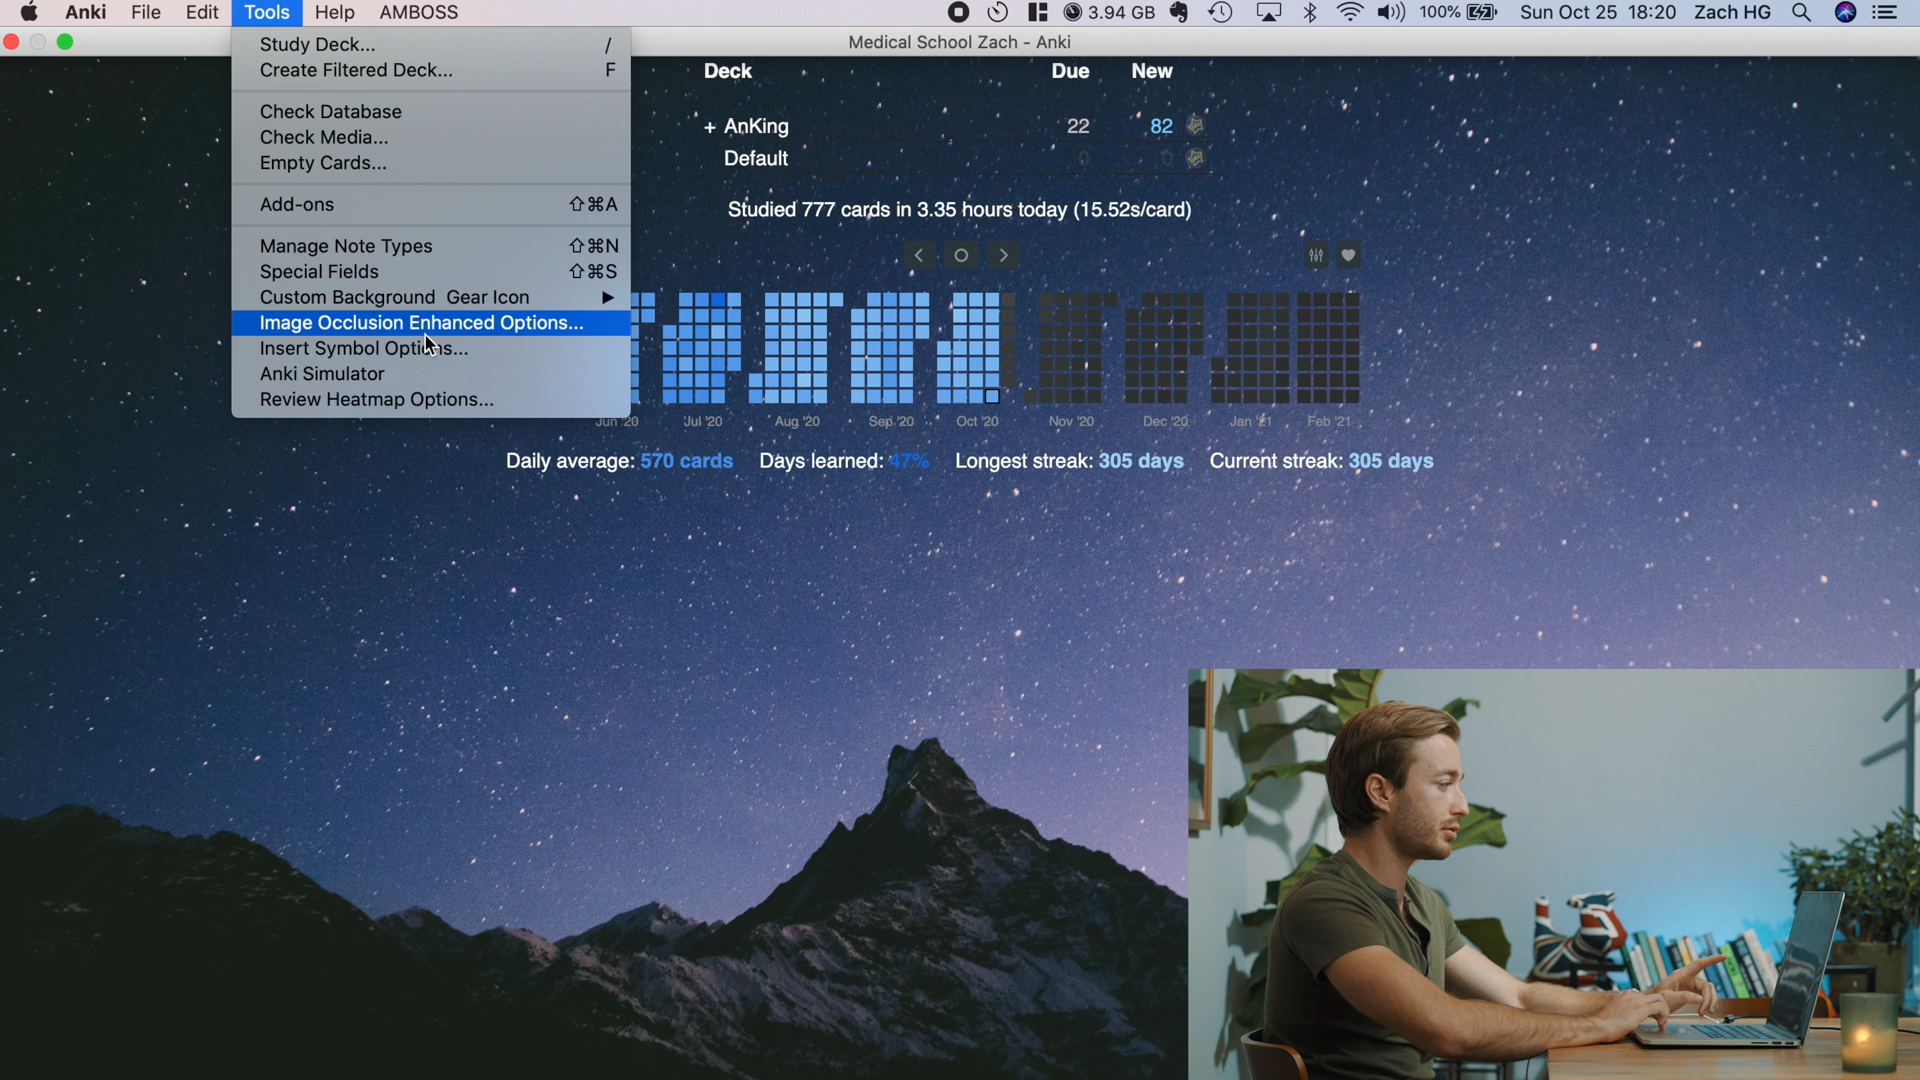 Anki File Edit Tools Help AMBOSS 3.94 GB 100% Sun Oct 25 18:20 Zach HG
Medical School Zach - Anki
Study Deck... /
Create Filtered Deck... F
Check Database
Check Media...
Empty Cards...
Add-ons ⇧⌘A
Manage Note Types ⇧⌘N
Special Fields ⇧⌘S
Custom Background Gear Icon
Image Occlusion Enhanced Options...
Insert Symbol Options...
Anki Simulator
Review Heatmap Options...
Deck Due New
+ AnKing 22 82
Default 0 0
Studied 777 cards in 3.35 hours today (15.52s/card)
Jun '20 Jul '20 Aug '20 Sep '20 Oct '20 Nov '20 Dec '20 Jan '21 Feb '21
Daily average: 570 cards Days learned: 47% Longest streak: 305 days Current streak: 305 days